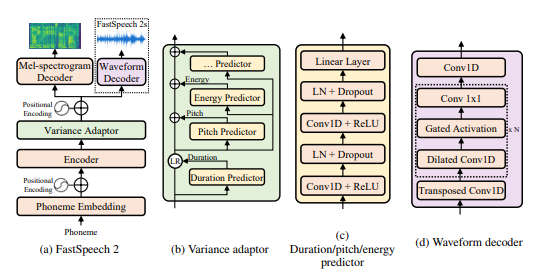 FastSpeech 2s
Mel-spectrogram
Decoder
Waveform
Decoder
Positional
Encoding
Variance Adaptor
Encoder
Positional
Encoding
Phoneme Embedding
Phoneme
(a) FastSpeech 2
... Predictor
Energy
Energy Predictor
Pitch
Pitch Predictor
LR
Duration
Duration Predictor
(b) Variance adaptor
Linear Layer
LN + Dropout
Conv1D + ReLU
LN + Dropout
Conv1D + ReLU
(c)
Duration/pitch/energy
predictor
Conv1D
Conv 1x1
Gated Activation
x N
Dilated Conv1D
Transposed Conv1D
(d) Waveform decoder